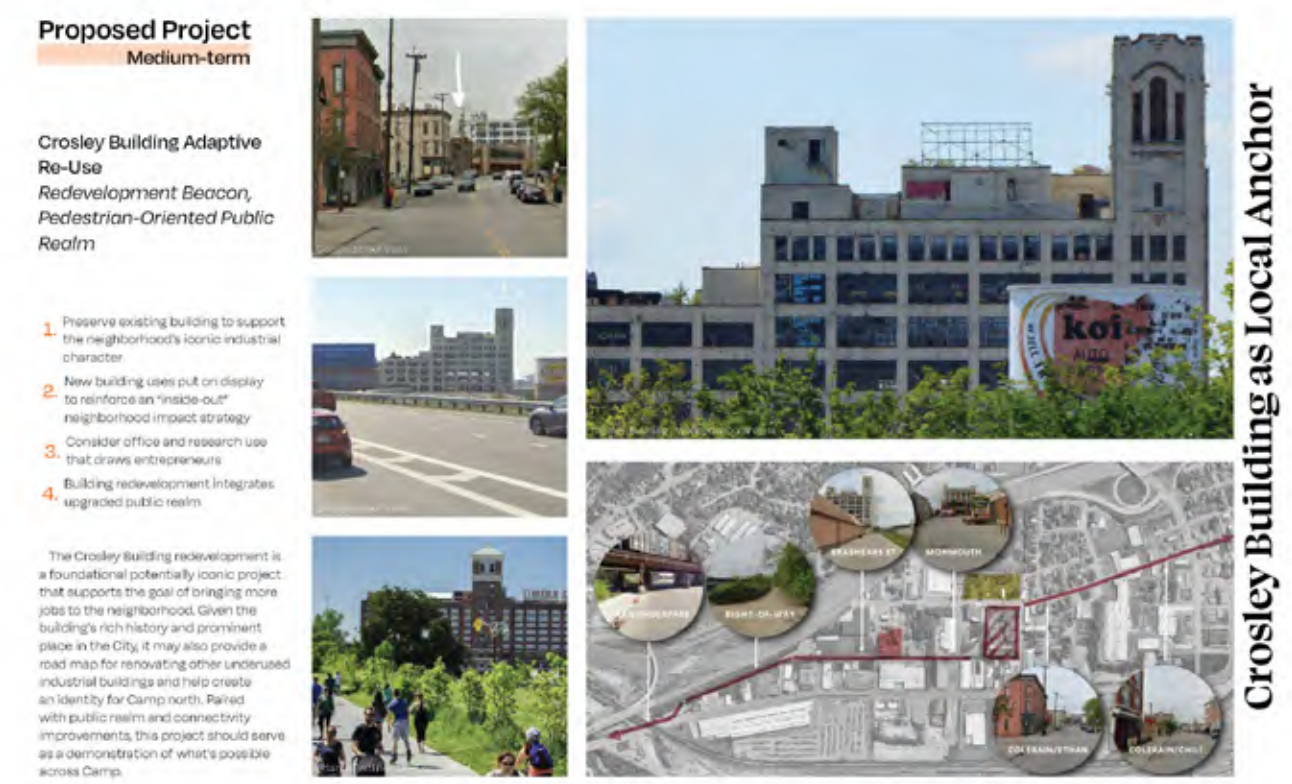 Proposed Project
Medium-term
Crosley Building Adaptive
Re-Use
Redevelopment Beacon,
Pedestrian-Oriented Public
Realm
1. Preserve existing building to support
the neighborhood's iconic industrial
character
2. New building uses put on display
to reinforce an "inside-out"
neighborhood impact strategy
3. Consider office and research use
that draws entrepreneurs
4. Building redevelopment integrates
upgraded public realm
The Crosley Building redevelopment is
a foundational potentially iconic project
that supports the goal of bringing more
jobs to the neighborhood. Given the
building's rich history and prominent
place in the City, it may also provide a
road map for renovating other underused
industrial buildings and help create
an identity for Camp north. Paired
with public realm and connectivity
improvements, this project should serve
as a demonstration of what's possible
across Camp.
koi
AUTO
BRASHEARS ST
MONMOUTH
RIGHT-OF-WAY
COLERAIN/ETHAN
Crosley Building as Local Anchor